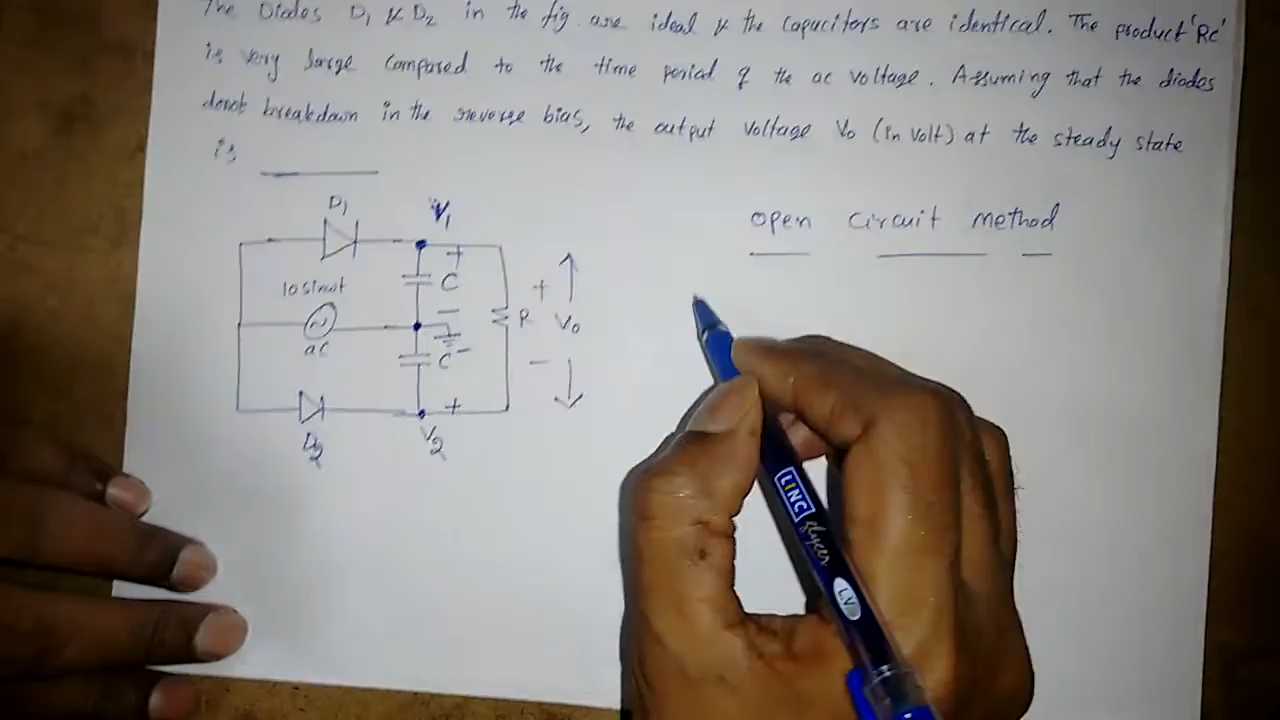 The Diodes D1 & D2 in the fig. are ideal & the capacitors are identical. The product 'RC'
is very large compared to the time period of the ac voltage. Assuming that the diodes
donot breakdown in the reverse bias, the output voltage Vo (in volt) at the steady state
is ______
D1
V1
open circuit method
+
10 sinωt
C
+
−
R
Vo
ac
C
−
−
+
D2
V2
LINC
glycer